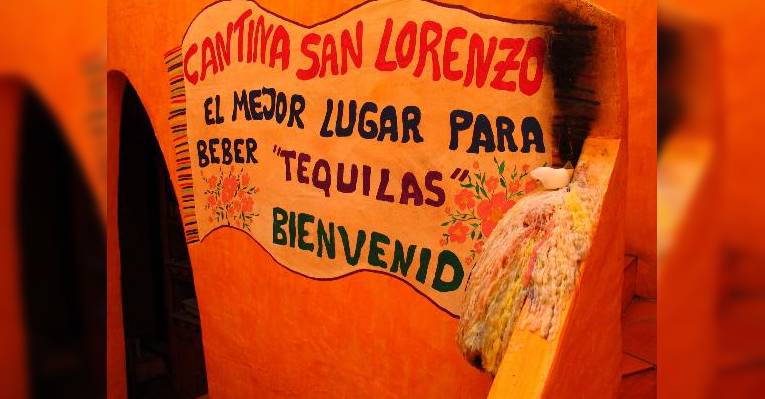 CANTINA SAN LORENZO
EL MEJOR LUGAR PARA
BEBER "TEQUILAS"
BIENVENID